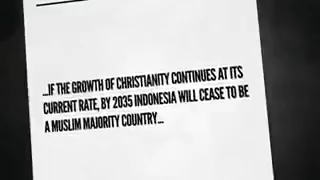 ...IF THE GROWTH OF CHRISTIANITY CONTINUES AT ITS
CURRENT RATE, BY 2035 INDONESIA WILL CEASE TO BE
A MUSLIM MAJORITY COUNTRY...